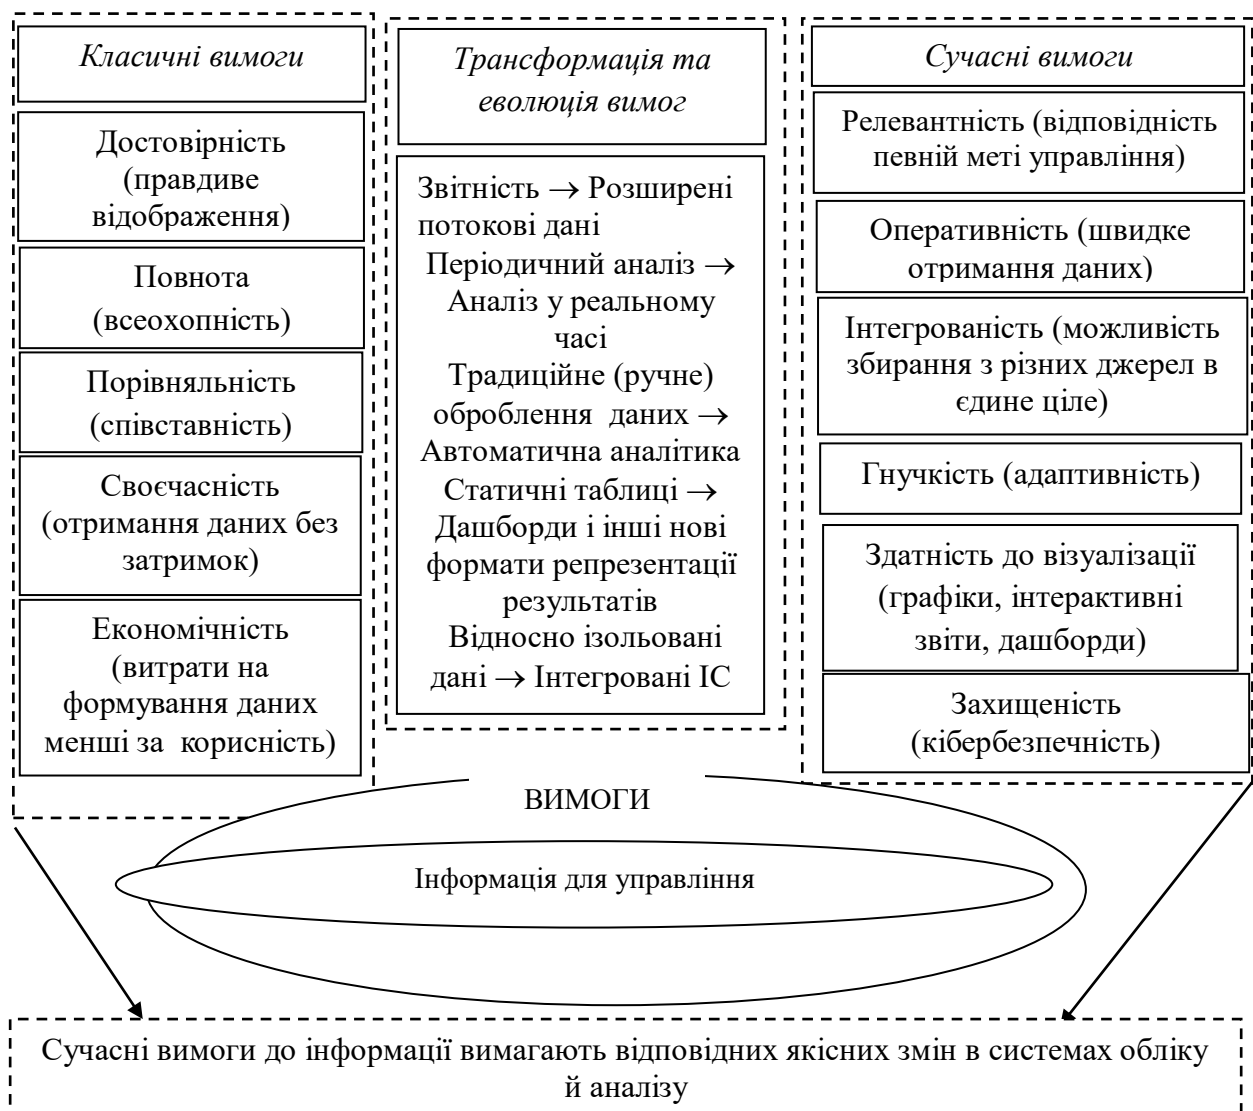 Класичні вимоги
Достовірність
(правдиве
відображення)
Повнота
(всеохопність)
Порівняльність
(співставність)
Своєчасність
(отримання даних без
затримок)
Економічність
(витрати на
формування даних
менші за корисність)
Трансформація та
еволюція вимог
Звітність → Розширені
потокові дані
Періодичний аналіз →
Аналіз у реальному
часі
Традиційне (ручне)
оброблення даних →
Автоматична аналітика
Статичні таблиці →
Дашборди і інші нові
формати репрезентації
результатів
Відносно ізольовані
дані → Інтегровані ІС
Сучасні вимоги
Релевантність (відповідність
певній меті управління)
Оперативність (швидке
отримання даних)
Інтегрованість (можливість
збирання з різних джерел в
єдине ціле)
Гнучкість (адаптивність)
Здатність до візуалізації
(графіки, інтерактивні
звіти, дашборди)
Захищеність
(кібербезпечність)
ВИМОГИ
Інформація для управління
Сучасні вимоги до інформації вимагають відповідних якісних змін в системах обліку
й аналізу